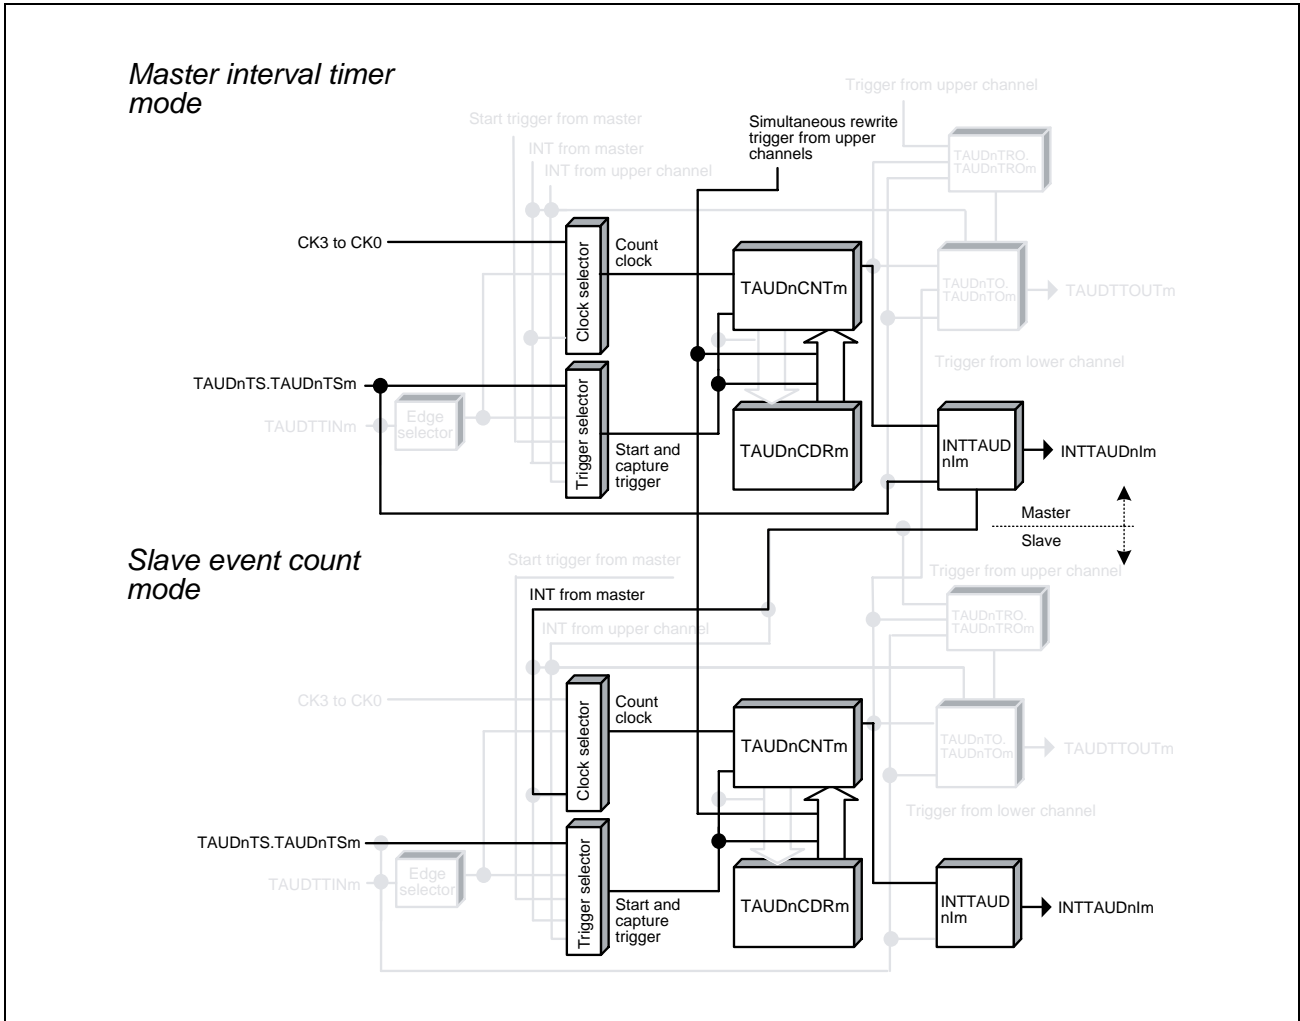 Master interval timer
mode
Trigger from upper channel
Start trigger from master
Simultaneous rewrite
trigger from upper
channels
INT from master
INT from upper channel
TAUDnTRO.
TAUDnTROm
CK3 to CK0
Clock selector
Count
clock
TAUDnCNTm
TAUDnTO.
TAUDnTOm
TAUDTTOUTm
Trigger from lower channel
TAUDnTS.TAUDnTSm
TAUDTTINm
Edge
selector
Trigger selector
Start and
capture
trigger
TAUDnCDRm
INTTAUD
nIm
INTTAUDnIm
Master
Slave
Slave event count
mode
Start trigger from master
Trigger from upper channel
INT from master
INT from upper channel
TAUDnTRO.
TAUDnTROm
CK3 to CK0
Clock selector
Count
clock
TAUDnCNTm
TAUDnTO.
TAUDnTOm
TAUDTTOUTm
Trigger from lower channel
TAUDnTS.TAUDnTSm
TAUDTTINm
Edge
selector
Trigger selector
Start and
capture
trigger
TAUDnCDRm
INTTAUD
nIm
INTTAUDnIm